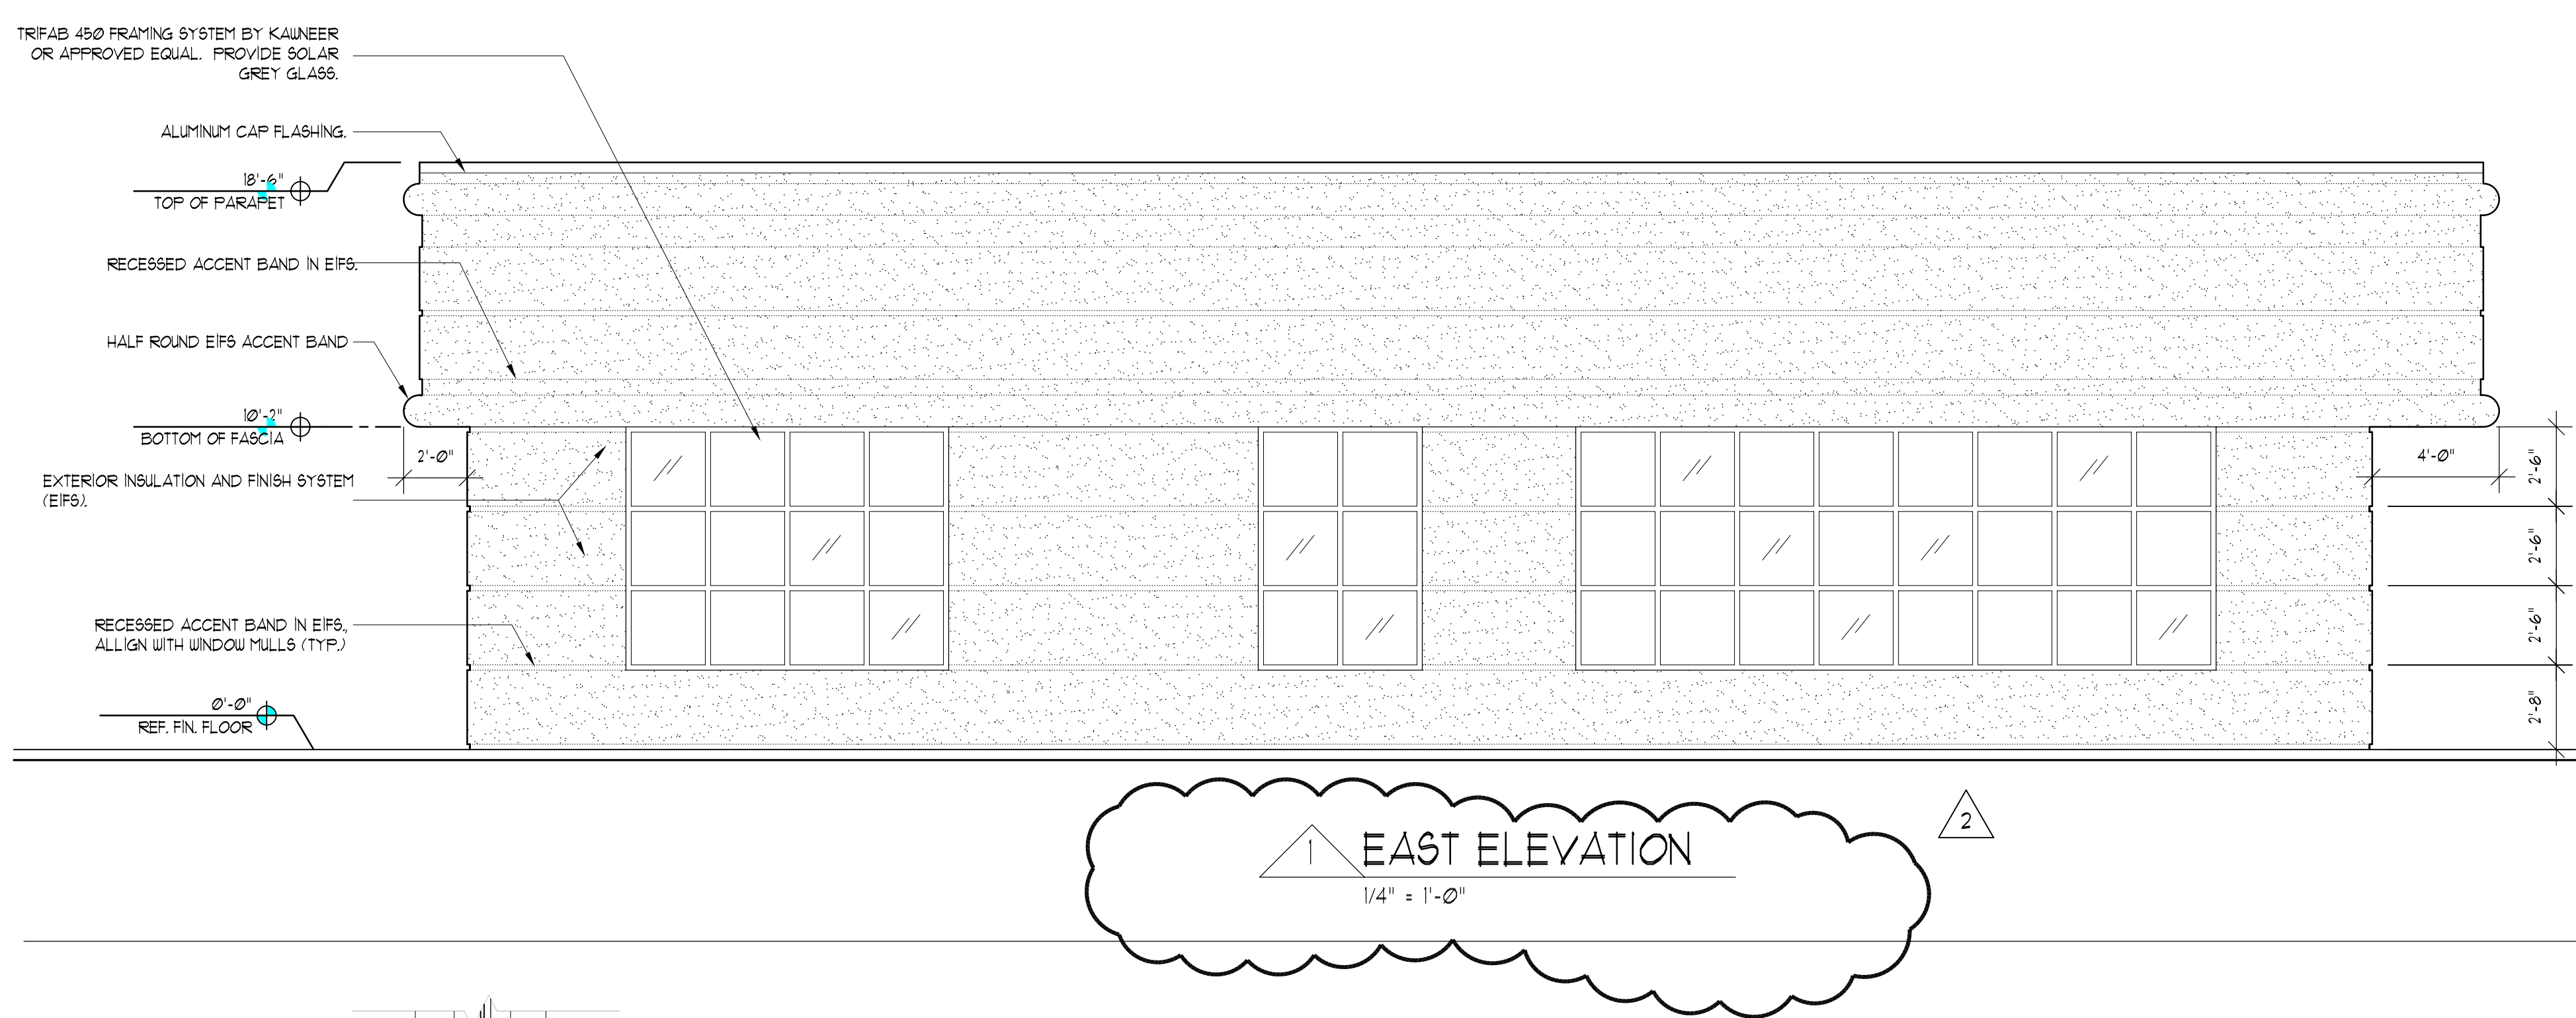 TRIFAB 450 FRAMING SYSTEM BY KAWNEER
OR APPROVED EQUAL. PROVIDE SOLAR
GREY GLASS.
ALUMINUM CAP FLASHING.
18'-6"
TOP OF PARAPET
RECESSED ACCENT BAND IN EIFS.
HALF ROUND EIFS ACCENT BAND
10'-2"
BOTTOM OF FASCIA
2'-0"
4'-0"
2'-6"
EXTERIOR INSULATION AND FINISH SYSTEM
(EIFS).
2'-6"
RECESSED ACCENT BAND IN EIFS.,
ALLIGN WITH WINDOW MULLS (TYP.)
2'-6"
0'-0"
REF. FIN. FLOOR
2'-8"
2
1 EAST ELEVATION
1/4" = 1'-0"